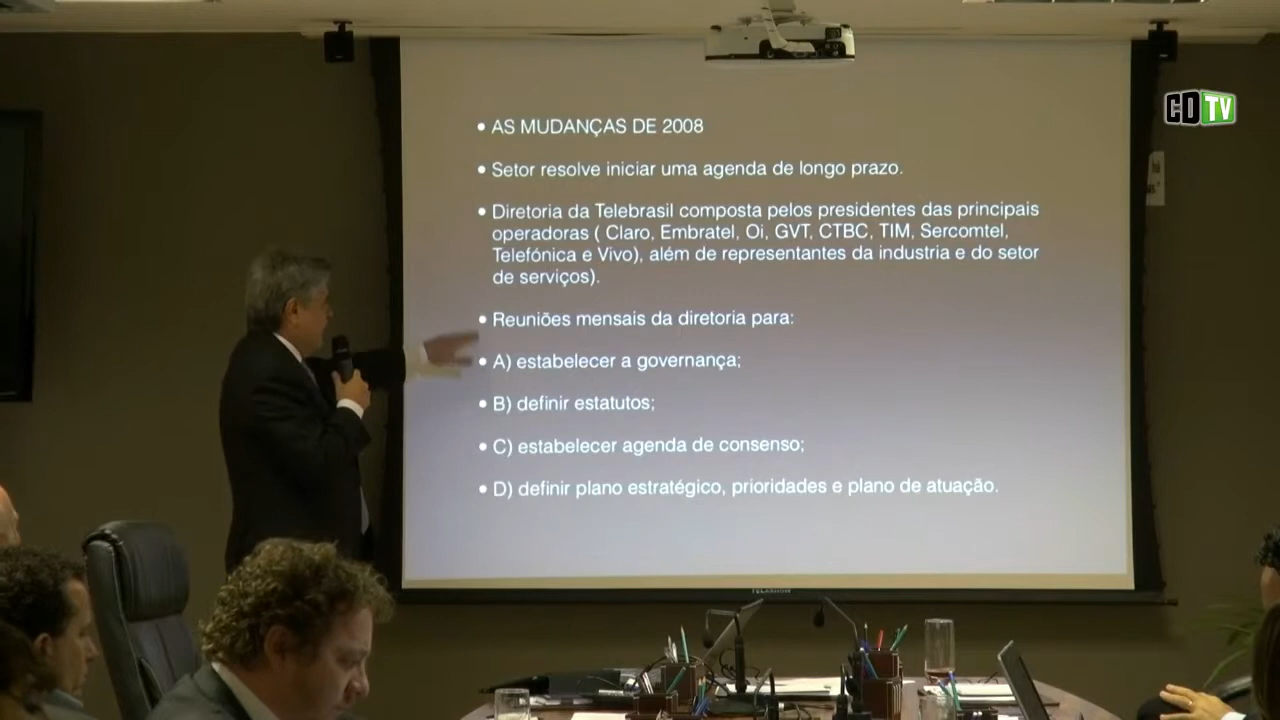 CDTV
• AS MUDANÇAS DE 2008
• Setor resolve iniciar uma agenda de longo prazo.
• Diretoria da Telebrasil composta pelos presidentes das principais
operadoras ( Claro, Embratel, Oi, GVT, CTBC, TIM, Sercomtel,
Telefónica e Vivo), além de representantes da industria e do setor
de serviços).
• Reuniões mensais da diretoria para:
• A) estabelecer a governança;
• B) definir estatutos;
• C) estabelecer agenda de consenso;
• D) definir plano estratégico, prioridades e plano de atuação.